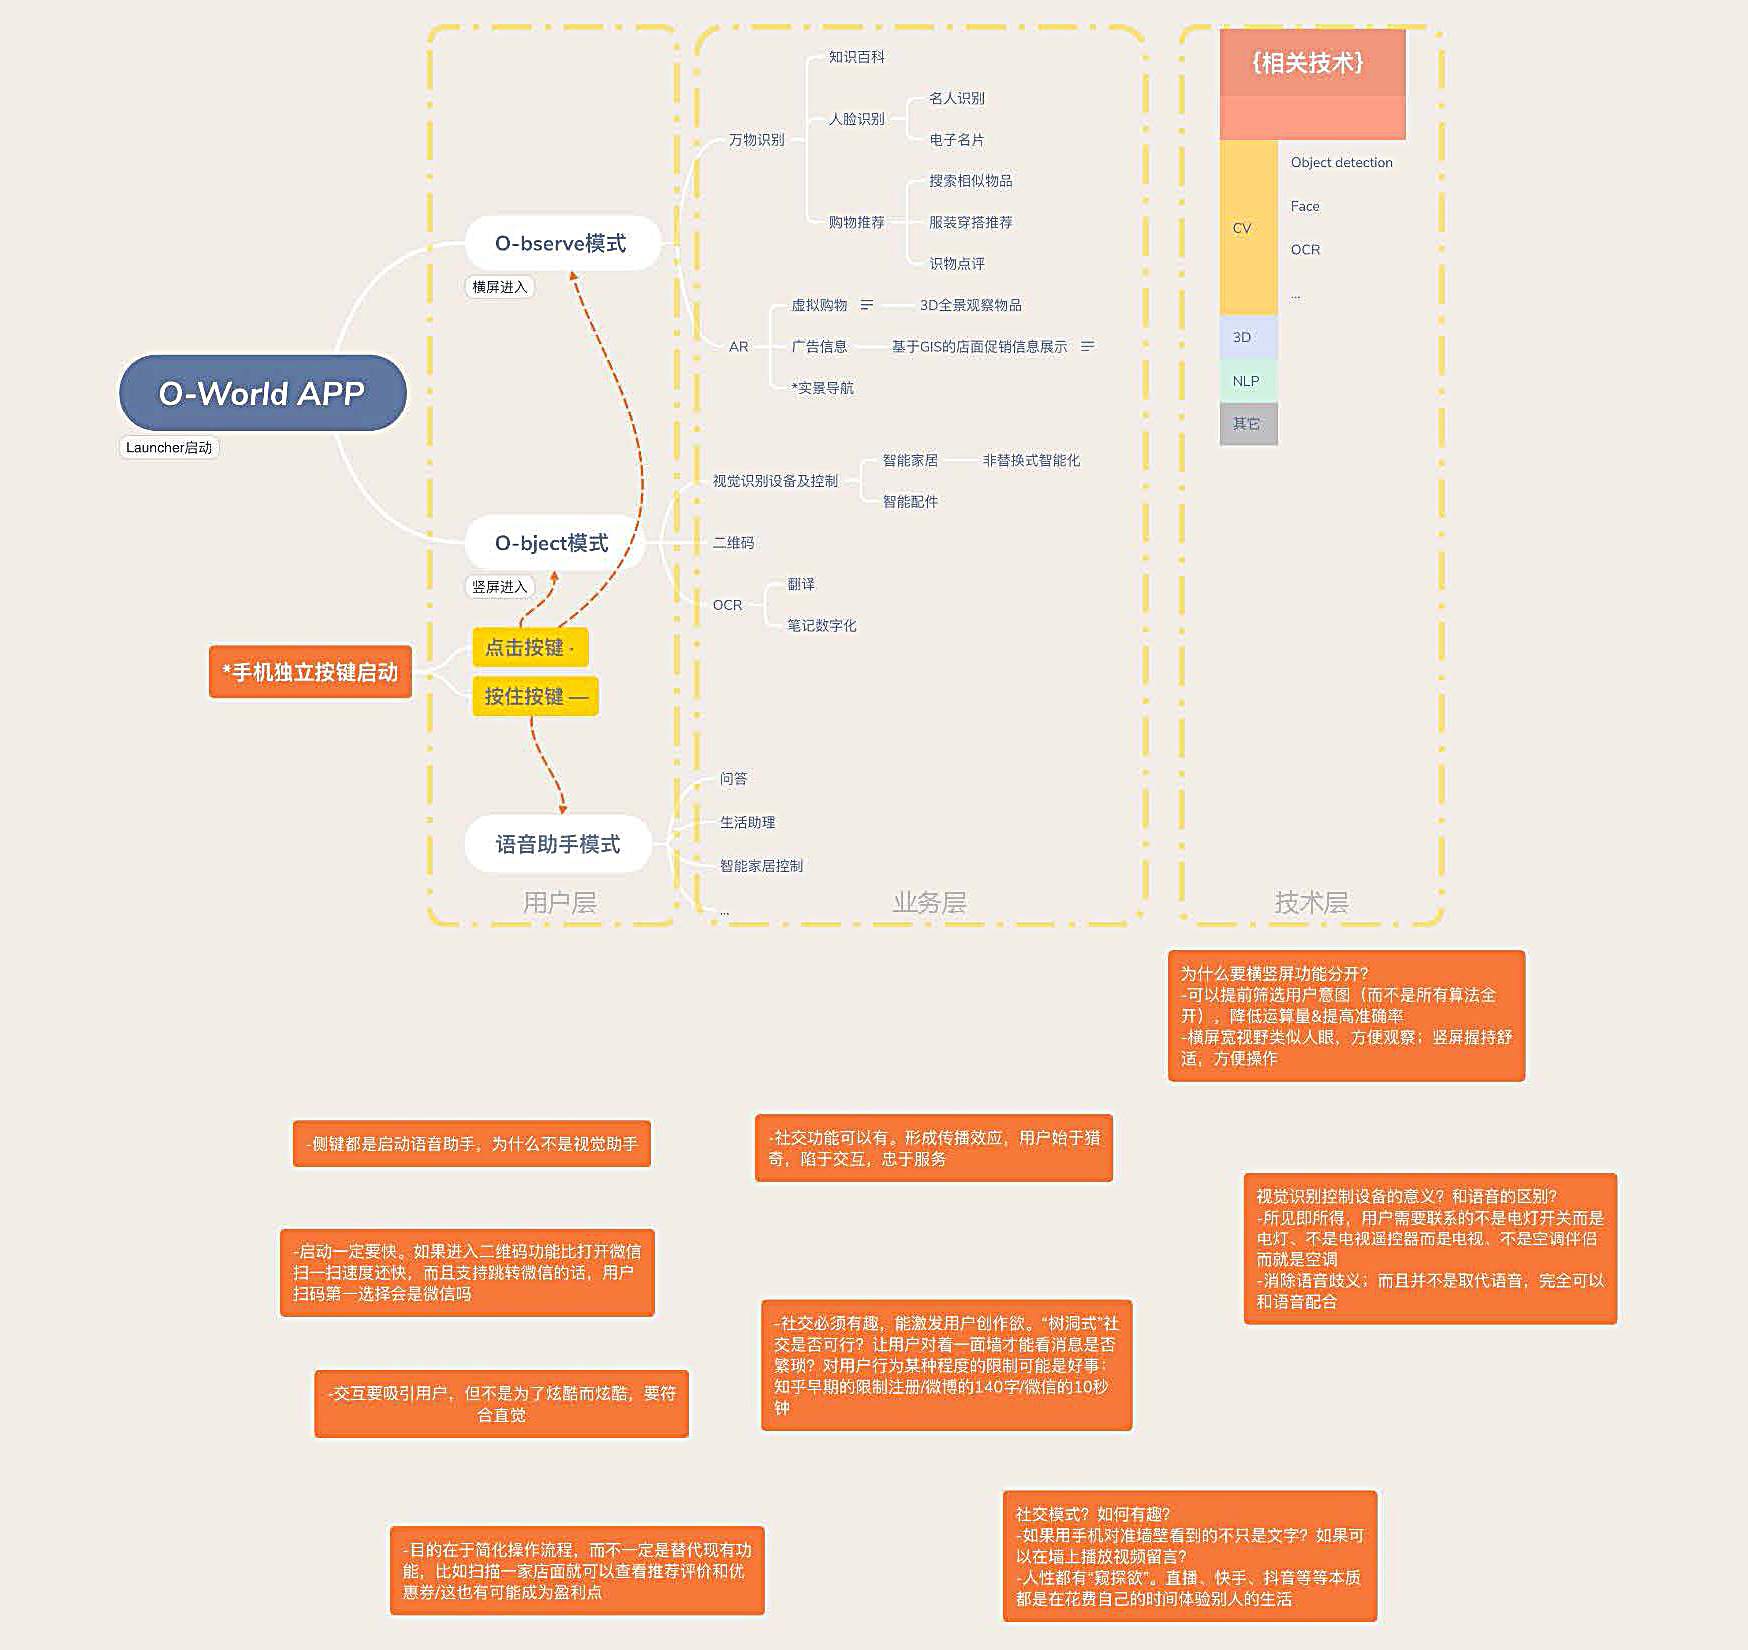 O-World APP
Launcher启动
O-bserve模式
横屏进入
万物识别
知识百科
人脸识别
名人识别
电子名片
购物推荐
搜索相似物品
服装穿搭推荐
识物点评
AR
虚拟购物
3D全景观察物品
广告信息
基于GIS的店面促销信息展示
*实景导航
O-bject模式
竖屏进入
视觉识别设备及控制
智能家居
非替换式智能化
智能配件
二维码
OCR
翻译
笔记数字化
*手机独立按键启动
点击按键 ·
按住按键 —
语音助手模式
问答
生活助理
智能家居控制
...
用户层
业务层
技术层
{相关技术}
CV
Object detection
Face
OCR
...
3D
NLP
其它
为什么要横竖屏功能分开?
-可以提前筛选用户意图（而不是所有算法全
开），降低运算量&提高准确率
-横屏宽视野类似人眼，方便观察；竖屏握持舒
适，方便操作
-侧键都是启动语音助手，为什么不是视觉助手
-社交功能可以有。形成传播效应，用户始于猎
奇，陷于交互，忠于服务
视觉识别控制设备的意义？和语音的区别？
-所见即所得，用户需要联系的不是电灯开关而是
电灯、不是电视遥控器而是电视、不是空调伴侣
而就是空调
-消除语音歧义；而且并不是取代语音，完全可以
和语音配合
-启动一定要快。如果进入二维码功能比打开微信
扫一扫速度还快，而且支持跳转微信的话，用户
扫码第一选择会是微信吗
-社交必须有趣，能激发用户创作欲。“树洞式”社
交是否可行？让用户对着一面墙才能看消息是否
繁琐？对用户行为某种程度的限制可能是好事：
知乎早期的限制注册/微博的140字/微信的10秒
钟
-交互要吸引用户，但不是为了炫酷而炫酷，要符
合直觉
社交模式？如何有趣？
-如果用手机对准墙壁看到的不只是文字？如果可
以在墙上播放视频留言？
-人性都有“窥探欲”。直播、快手、抖音等等本质
都是在花费自己的时间体验别人的生活
-目的在于简化操作流程，而不一定是替代现有功
能，比如扫描一家店面就可以查看推荐评价和优
惠券/这也有可能成为盈利点